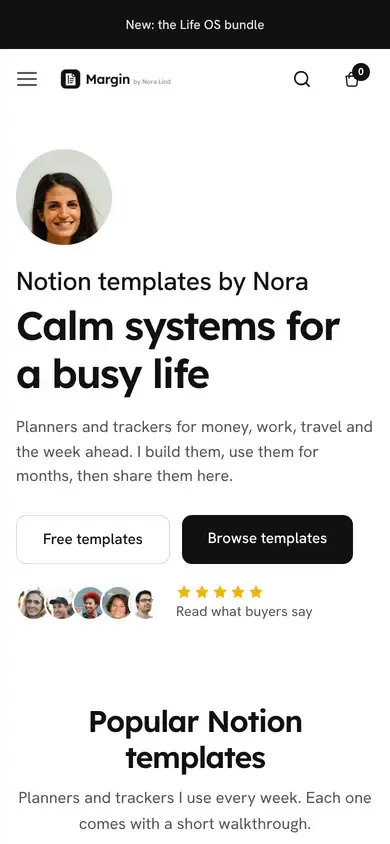 New: the Life OS bundle
Margin by Nora Lind
0
Notion templates by Nora
Calm systems for
a busy life
Planners and trackers for money, work, travel and
the week ahead. I build them, use them for
months, then share them here.
Free templates
Browse templates
Read what buyers say
Popular Notion
templates
Planners and trackers I use every week. Each one
comes with a short walkthrough.